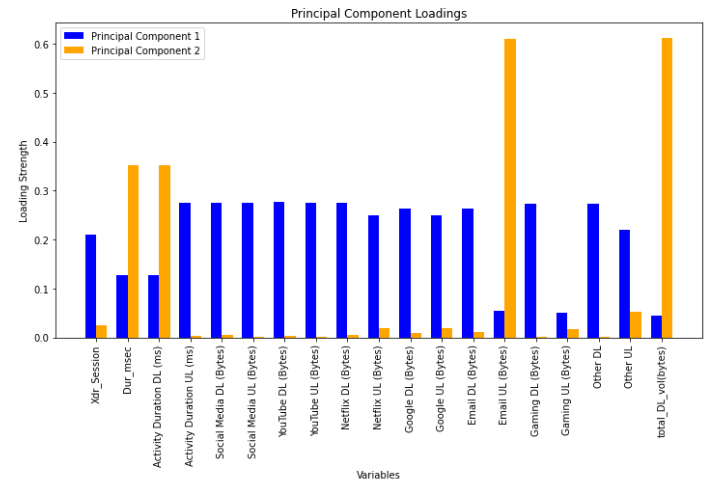 Principal Component Loadings
Principal Component 1
Principal Component 2
Loading Strength
0.6
0.5
0.4
0.3
0.2
0.1
0.0
Xdr_Session
Dur_msec
Activity Duration DL (ms)
Activity Duration UL (ms)
Social Media DL (Bytes)
Social Media UL (Bytes)
YouTube DL (Bytes)
YouTube UL (Bytes)
Netflix DL (Bytes)
Netflix UL (Bytes)
Google DL (Bytes)
Google UL (Bytes)
Email DL (Bytes)
Email UL (Bytes)
Gaming DL (Bytes)
Gaming UL (Bytes)
Other DL
Other UL
total_DL_vol(bytes)
Variables